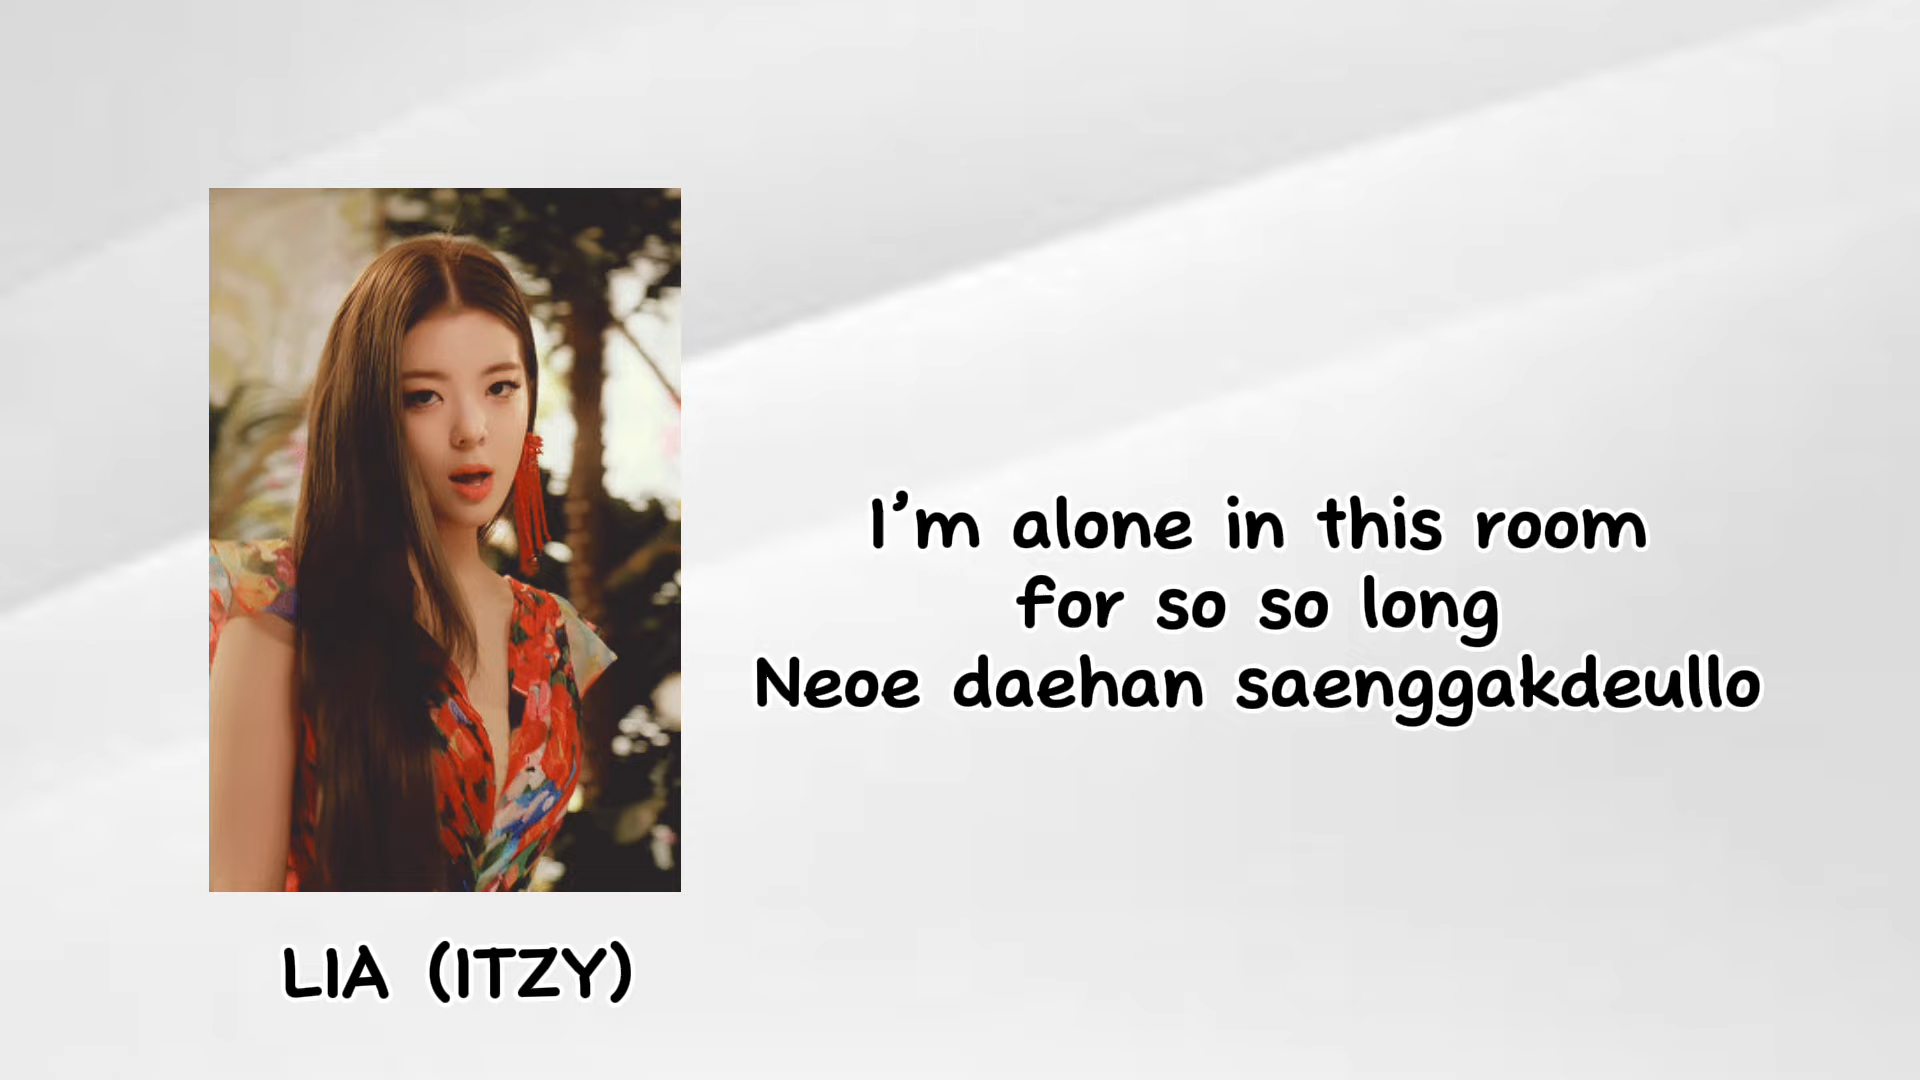 I'm alone in this room
for so so long
Neoe daehan saenggakdeullo
LIA (ITZY)